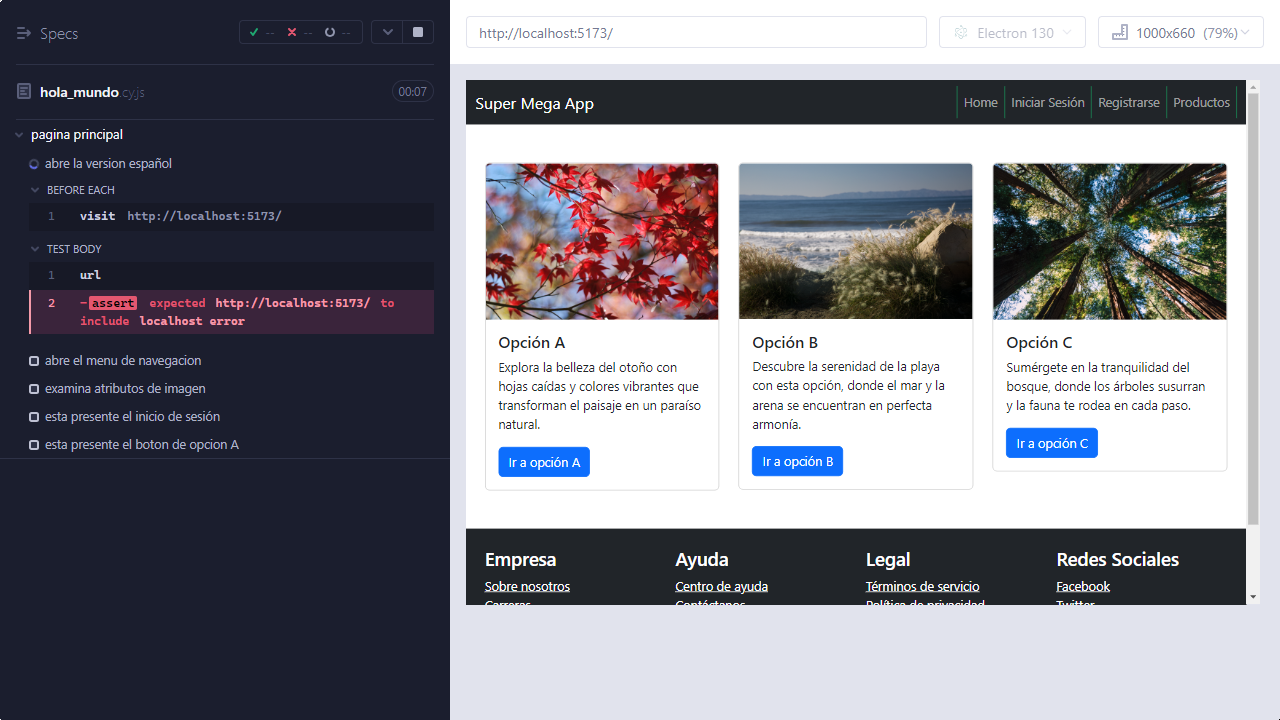 Specs
-- -- --
hola_mundo.cy.js
00:07
pagina principal
abre la version español
BEFORE EACH
1 visit http://localhost:5173/
TEST BODY
1 url
2 -assert expected http://localhost:5173/ to
include localhost error
abre el menu de navegacion
examina atributos de imagen
esta presente el inicio de sesión
esta presente el boton de opcion A
http://localhost:5173/
Electron 130
1000x660 (79%)
Super Mega App
Home
Iniciar Sesión
Registrarse
Productos
Opción A
Explora la belleza del otoño con
hojas caídas y colores vibrantes que
transforman el paisaje en un paraíso
natural.
Ir a opción A
Opción B
Descubre la serenidad de la playa
con esta opción, donde el mar y la
arena se encuentran en perfecta
armonía.
Ir a opción B
Opción C
Sumérgete en la tranquilidad del
bosque, donde los árboles susurran
y la fauna te rodea en cada paso.
Ir a opción C
Empresa
Sobre nosotros
Carreras
Ayuda
Centro de ayuda
Contáctanos
Legal
Términos de servicio
Política de privacidad
Redes Sociales
Facebook
Twitter